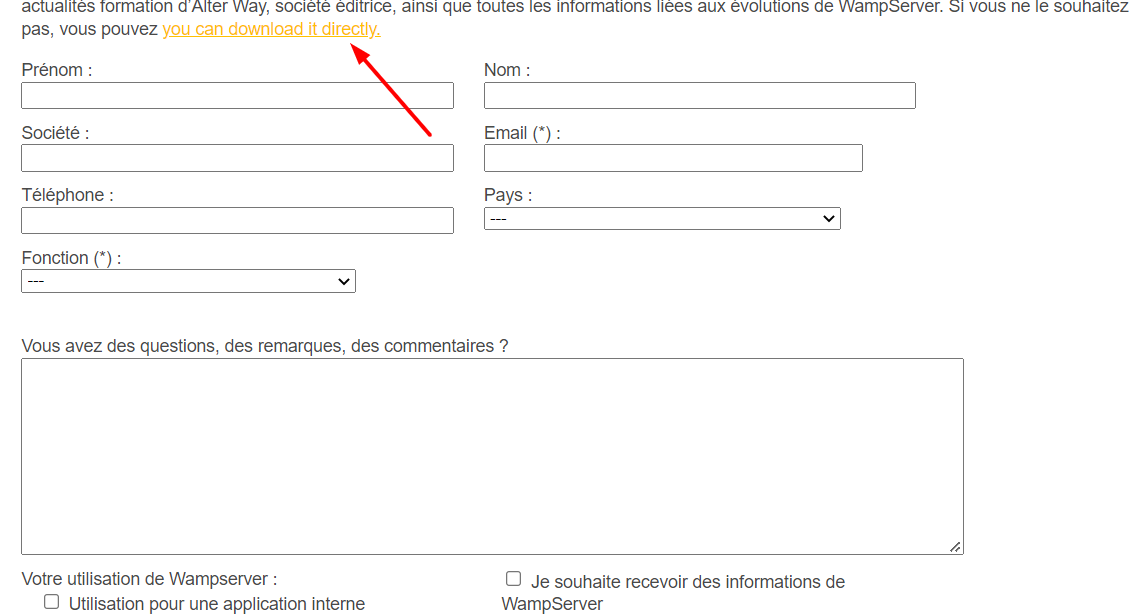 actualités formation d'Alter Way, société éditrice, ainsi que toutes les informations liées aux évolutions de WampServer. Si vous ne le souhaitez
pas, vous pouvez you can download it directly.
Prénom :
Nom :
Société :
Email (*) :
Téléphone :
Pays :
---
Fonction (*) :
---
Vous avez des questions, des remarques, des commentaires ?
Votre utilisation de Wampserver :
Utilisation pour une application interne
Je souhaite recevoir des informations de
WampServer